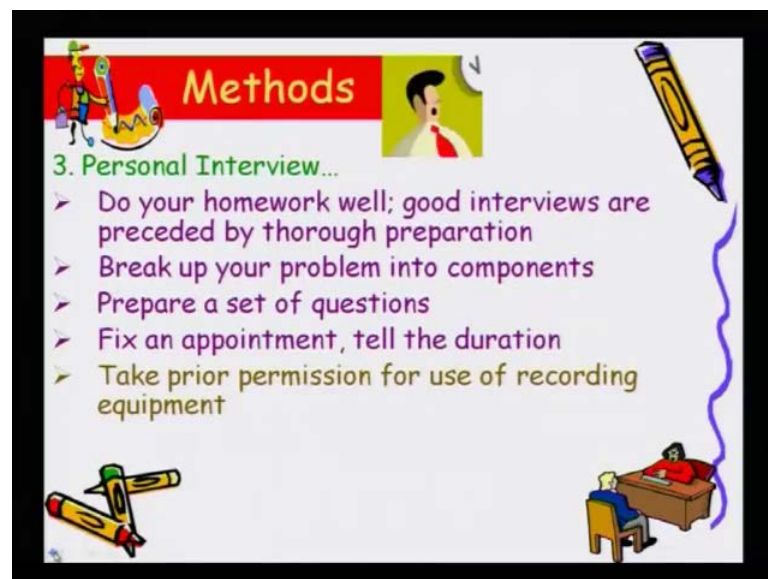 Methods
3. Personal Interview...
➢ Do your homework well; good interviews are
preceded by thorough preparation
➢ Break up your problem into components
➢ Prepare a set of questions
➢ Fix an appointment, tell the duration
➢ Take prior permission for use of recording
equipment